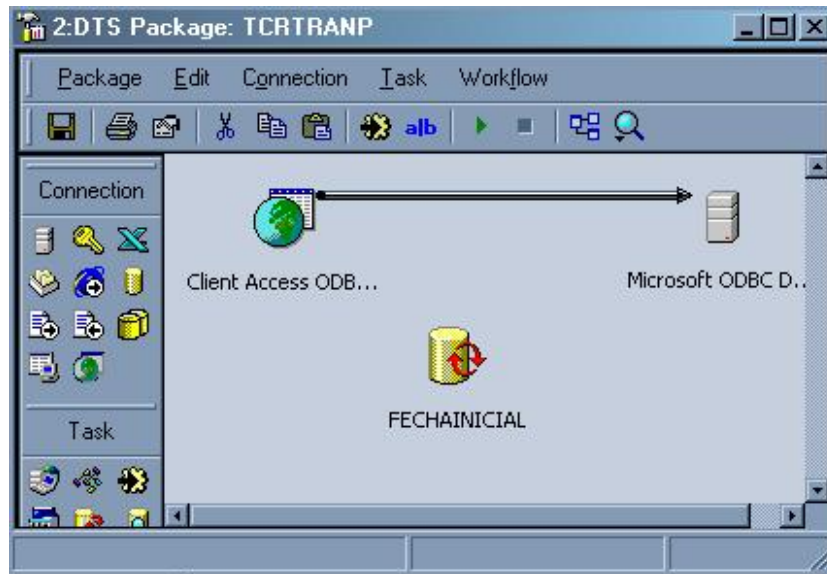 2:DTS Package: TCRTRANP
Package Edit Connection Task Workflow
a|b
Connection
Client Access ODB...
Microsoft ODBC D..
FECHAINICIAL
Task